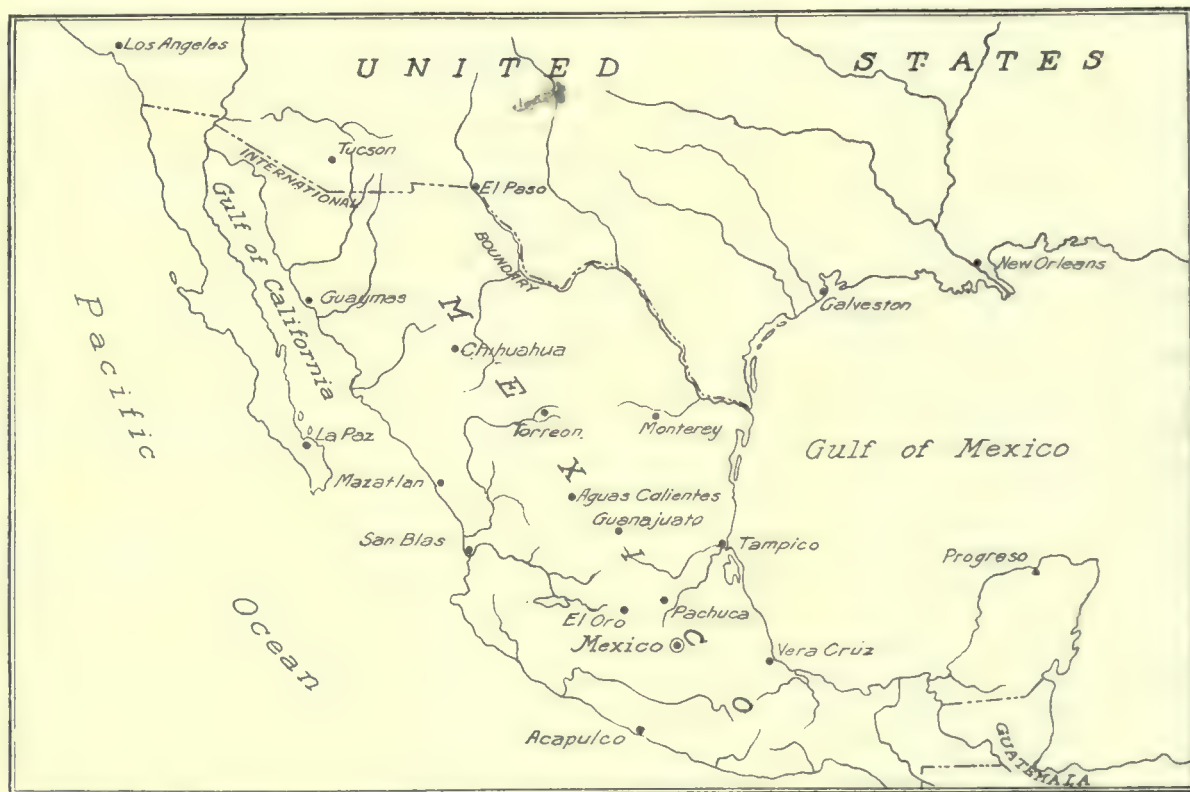 Los Angeles
UNITED STATES
Tucson
INTERNATIONAL
El Paso
BOUNDARY
Gulf of California
New Orleans
Guaymas
Galveston
Pacific
Ocean
MEXICO
Chihuahua
Torreon
Monterey
La Paz
Gulf of Mexico
Mazatlan
Aguas Calientes
Guanajuato
San Blas
Tampico
Progreso
El Oro
Pachuca
Mexico
Vera Cruz
Acapulco
GUATEMALA